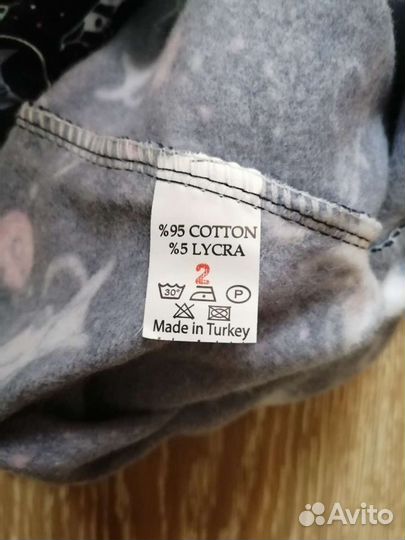 %95 COTTON
%5 LYCRA
2
30° P
Made in Turkey
Avito